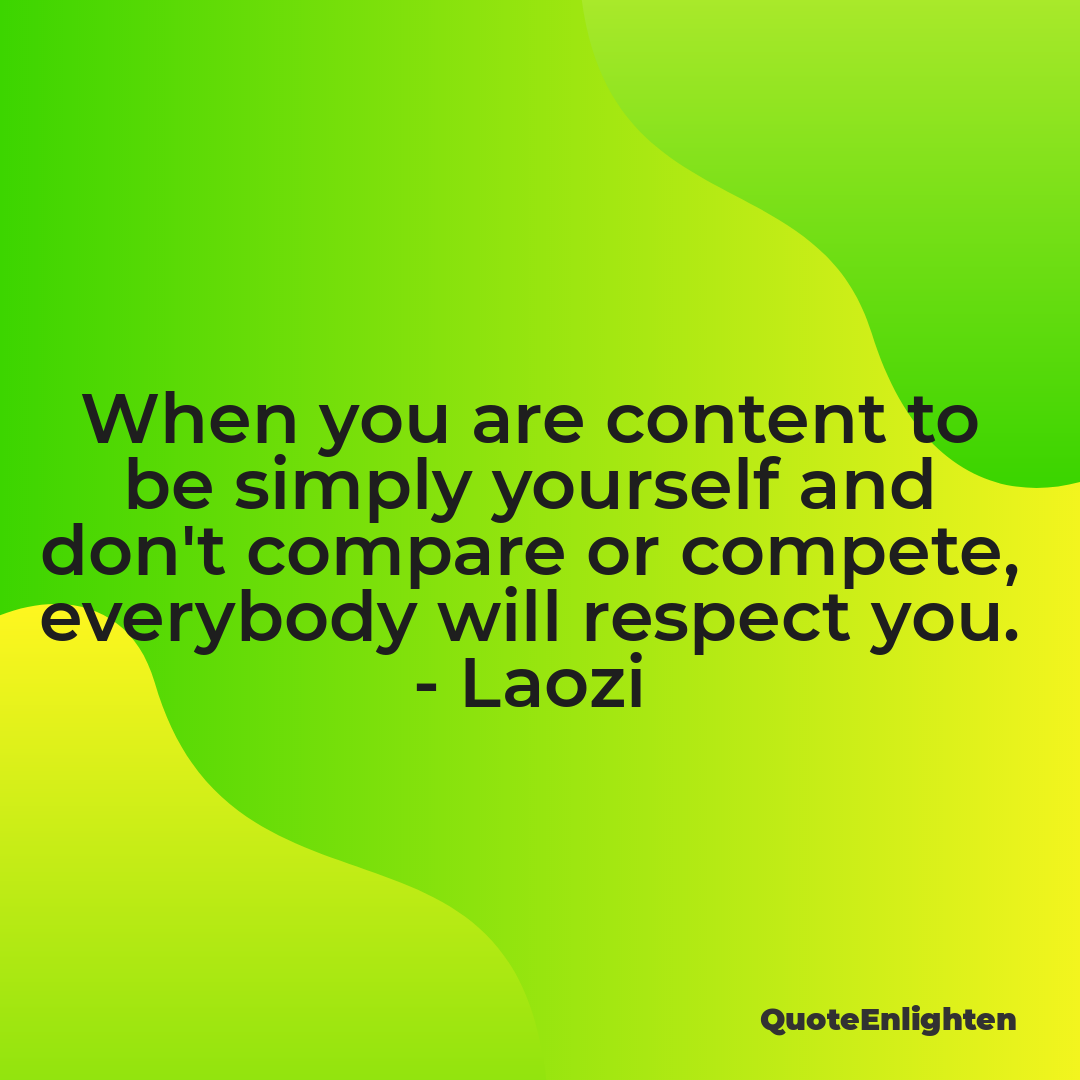 When you are content to
be simply yourself and
don't compare or compete,
everybody will respect you.
- Laozi
QuoteEnlighten